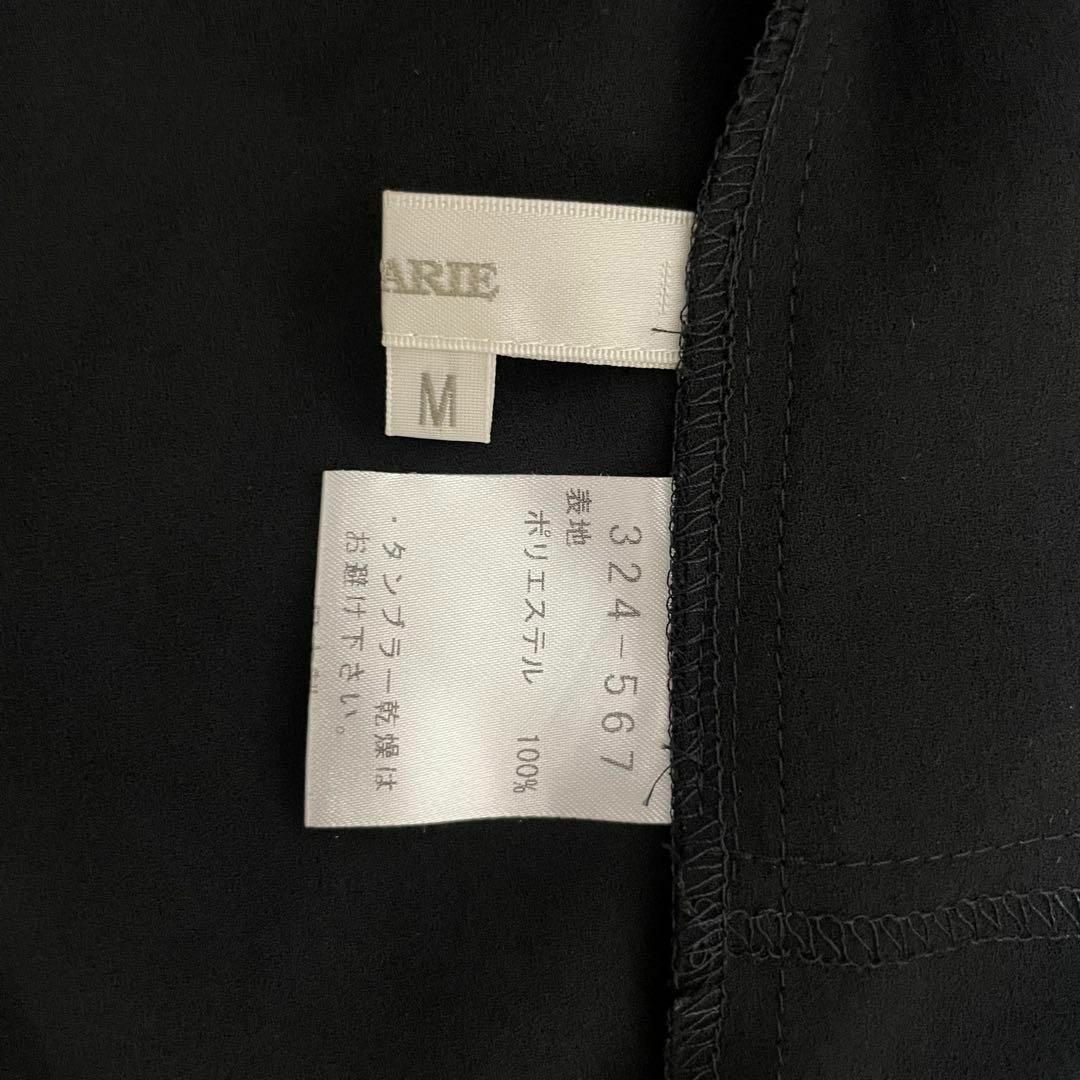 ARIE
M
324-567
表地
ポリエステル 100%
・タンブラー乾燥は
お避け下さい。